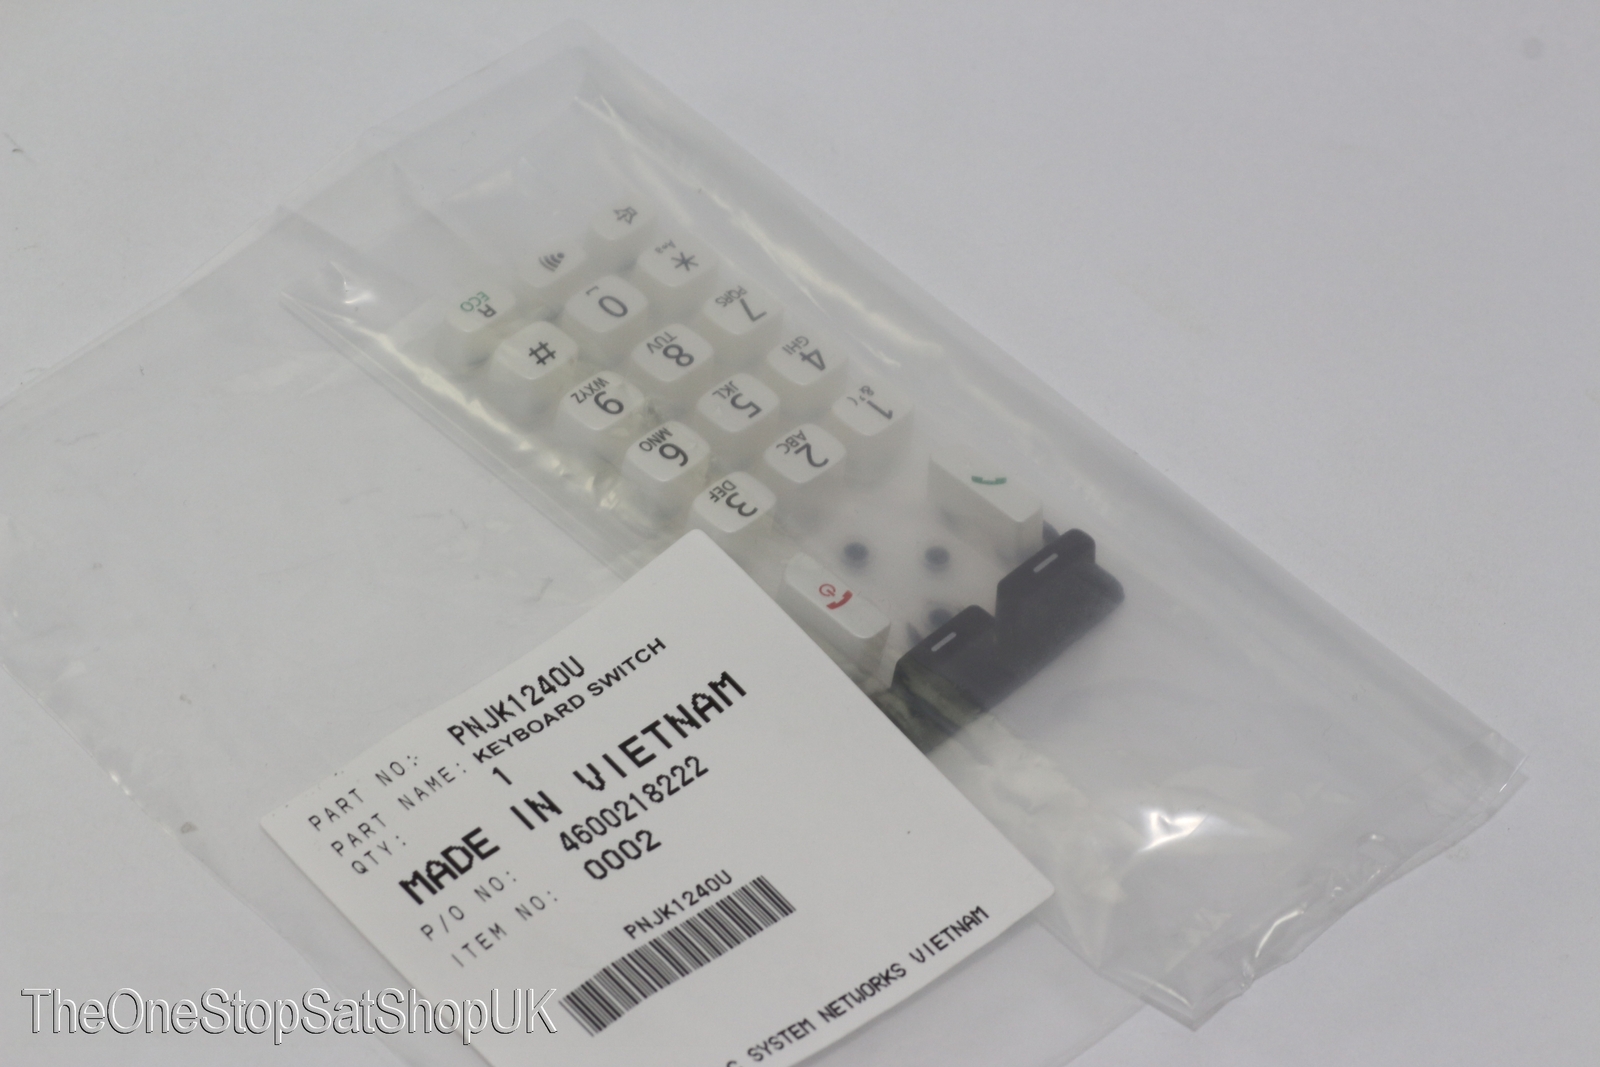 ECO R
#
0
*
9 WXYZ
8 TUV
7 PQRS
6 MNO
5 JKL
4 GHI
3 DEF
2 ABC
1 &'(
PART NO: PNJK1240U
PART NAME: KEYBOARD SWITCH
QTY: 1
MADE IN VIETNAM
P/O NO: 4600218222
ITEM NO: 0002
PNJK1240U
SYSTEM NETWORKS VIETNAM
TheOneStopSatShopUK